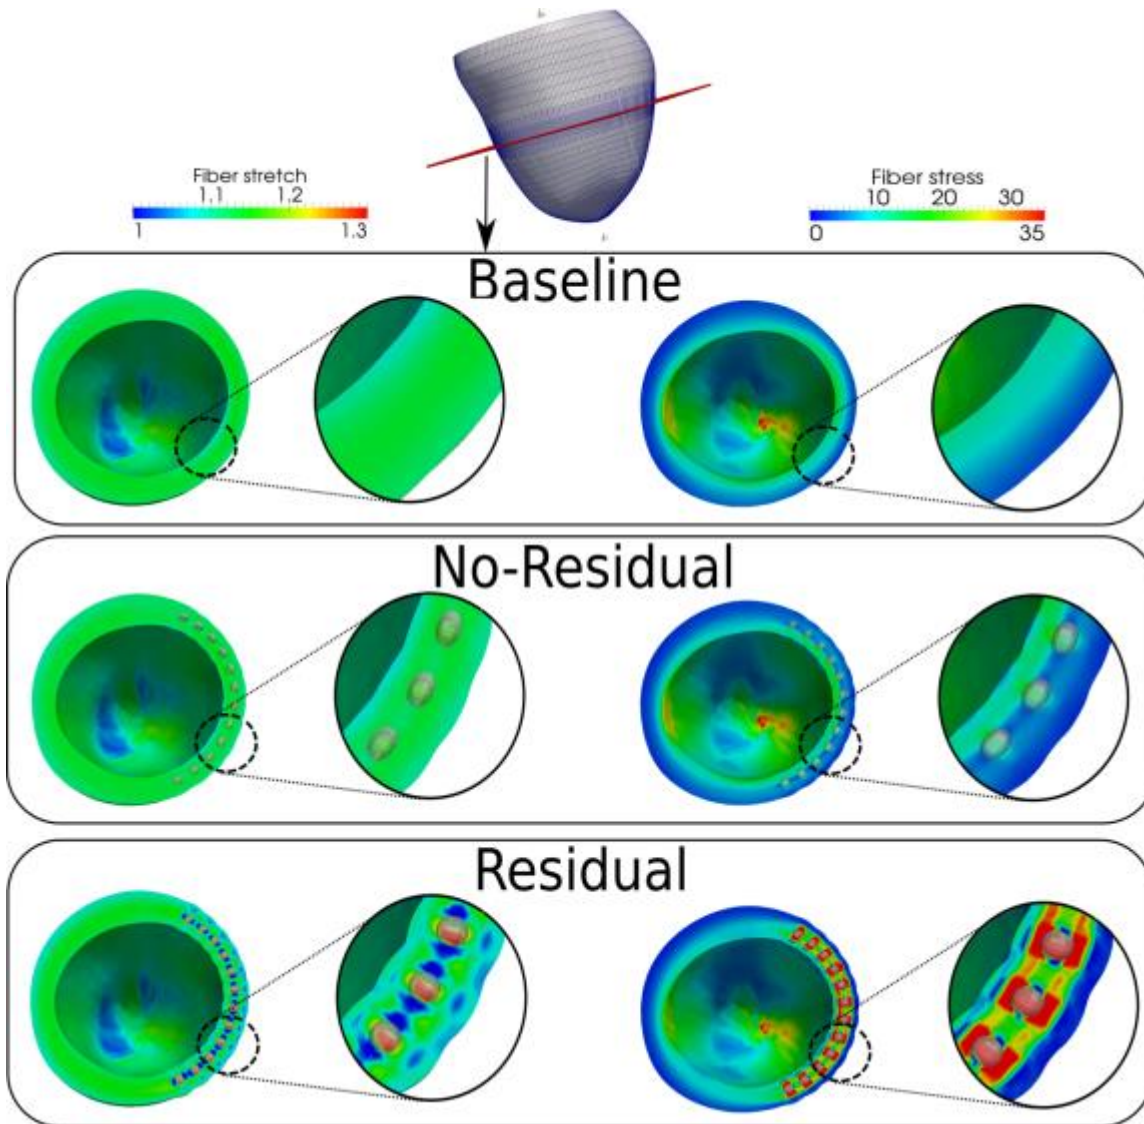 Fiber stretch
1.1 1.2
1 1.3
Fiber stress
10 20 30
0 35
Baseline
No-Residual
Residual